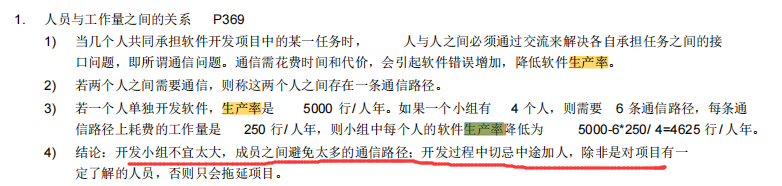 1. 人员与工作量之间的关系 P369
1) 当几个人共同承担软件开发项目中的某一任务时， 人与人之间必须通过交流来解决各自承担任务之间的接
口问题，即所谓通信问题。通信需花费时间和代价，会引起软件错误增加，降低软件生产率。
2) 若两个人之间需要通信，则称这两个人之间存在一条通信路径。
3) 若一个人单独开发软件，生产率是 5000 行/人年。如果一个小组有 4 个人，则需要 6 条通信路径，每条通
信路径上耗费的工作量是 250 行/人年，则小组中每个人的软件生产率降低为 5000-6*250/ 4=4625 行/人年。
4) 结论：开发小组不宜太大，成员之间避免太多的通信路径；开发过程中切忌中途加人，除非是对项目有一
定了解的人员，否则只会拖延项目。